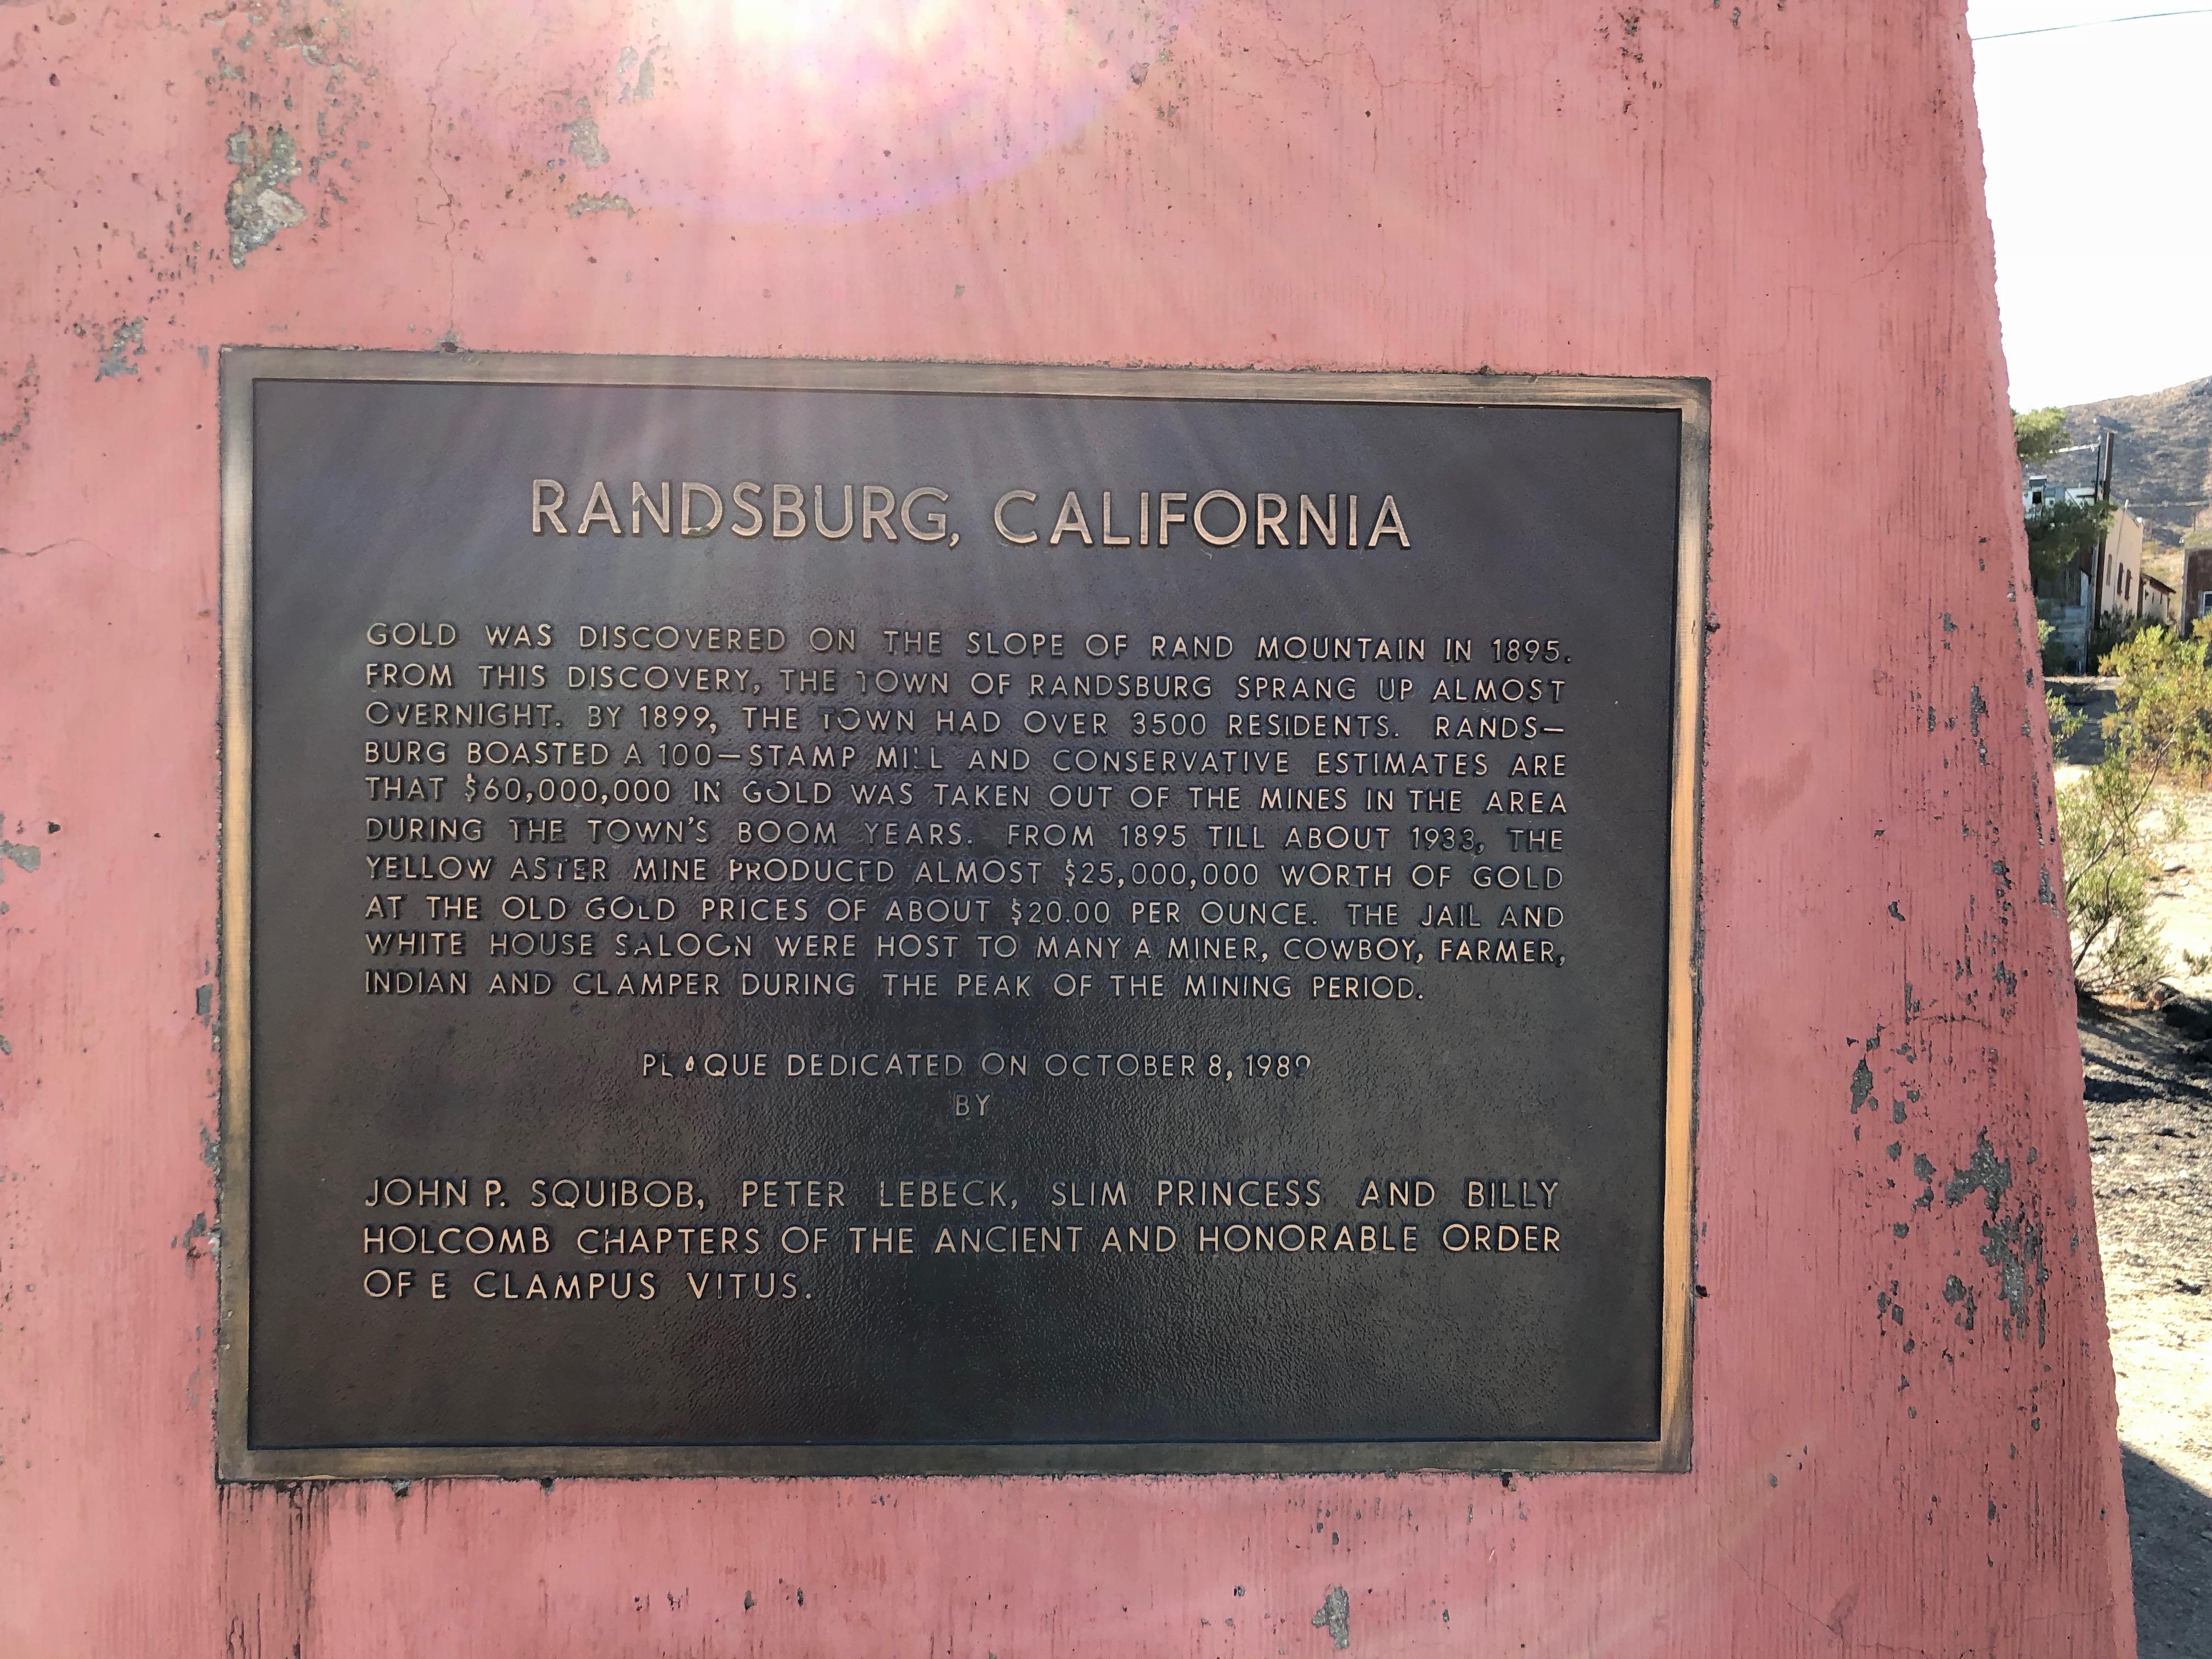 RANDSBURG, CALIFORNIA
GOLD WAS DISCOVERED ON THE SLOPE OF RAND MOUNTAIN IN 1895.
FROM THIS DISCOVERY, THE TOWN OF RANDSBURG SPRANG UP ALMOST
OVERNIGHT. BY 1899, THE TOWN HAD OVER 3500 RESIDENTS. RANDS—
BURG BOASTED A 100—STAMP MILL AND CONSERVATIVE ESTIMATES ARE
THAT $60,000,000 IN GOLD WAS TAKEN OUT OF THE MINES IN THE AREA
DURING THE TOWN'S BOOM YEARS. FROM 1895 TILL ABOUT 1933, THE
YELLOW ASTER MINE PRODUCED ALMOST $25,000,000 WORTH OF GOLD
AT THE OLD GOLD PRICES OF ABOUT $20.00 PER OUNCE. THE JAIL AND
WHITE HOUSE SALOON WERE HOST TO MANY A MINER, COWBOY, FARMER,
INDIAN AND CLAMPER DURING THE PEAK OF THE MINING PERIOD.
PLAQUE DEDICATED ON OCTOBER 8, 1989
BY
JOHN P. SQUIBOB, PETER LEBECK, SLIM PRINCESS AND BILLY
HOLCOMB CHAPTERS OF THE ANCIENT AND HONORABLE ORDER
OF E CLAMPUS VITUS.